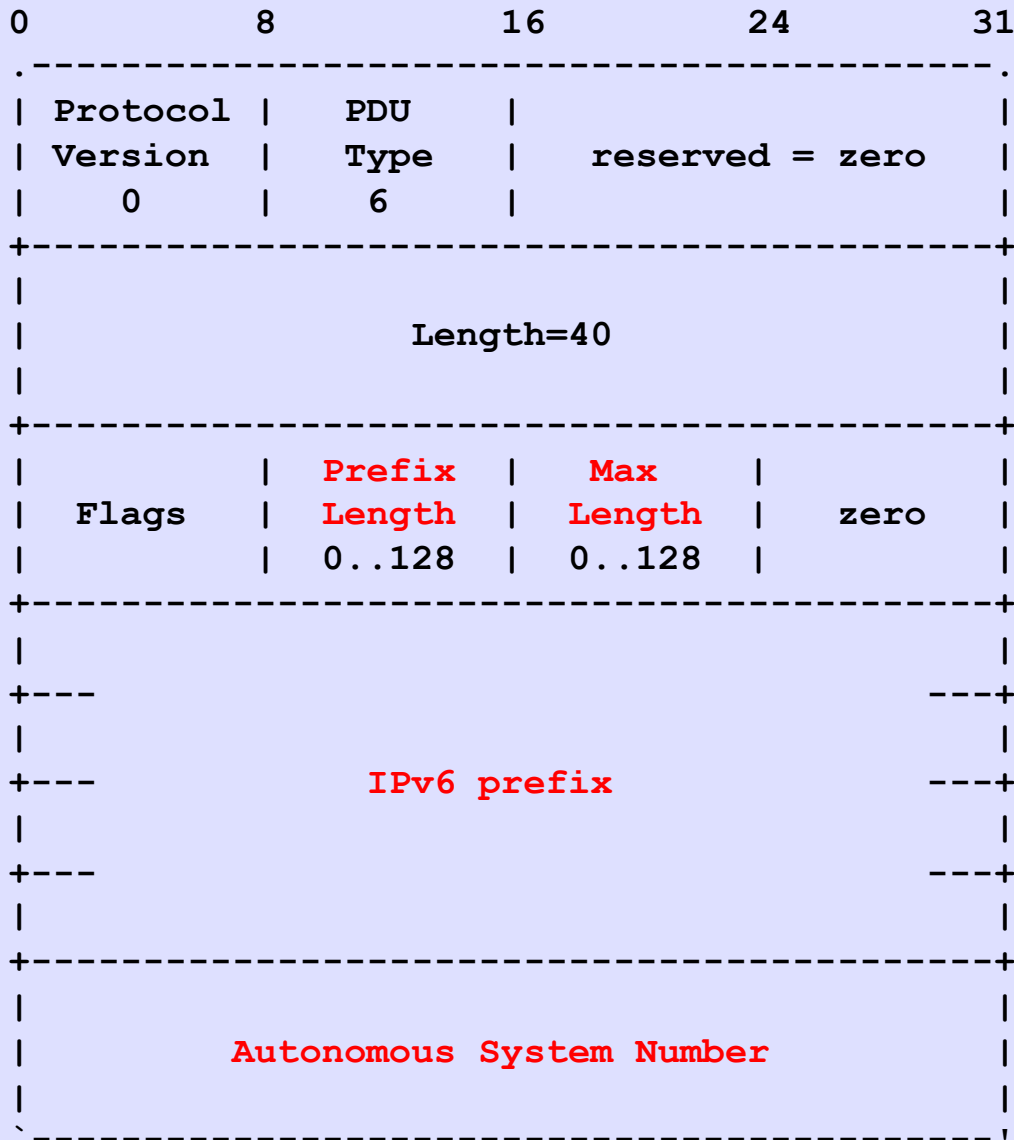 0 8 16 24 31
.-------------------------------------------.
| Protocol | PDU | |
| Version | Type | reserved = zero |
| 0 | 6 | |
+-------------------------------------------+
| |
| Length=40 |
| |
+-------------------------------------------+
| | Prefix | Max | |
| Flags | Length | Length | zero |
| | 0..128 | 0..128 | |
+-------------------------------------------+
| |
+--- ---+
| |
+--- IPv6 prefix ---+
| |
+--- ---+
| |
+-------------------------------------------+
| |
| Autonomous System Number |
| |
`-------------------------------------------'